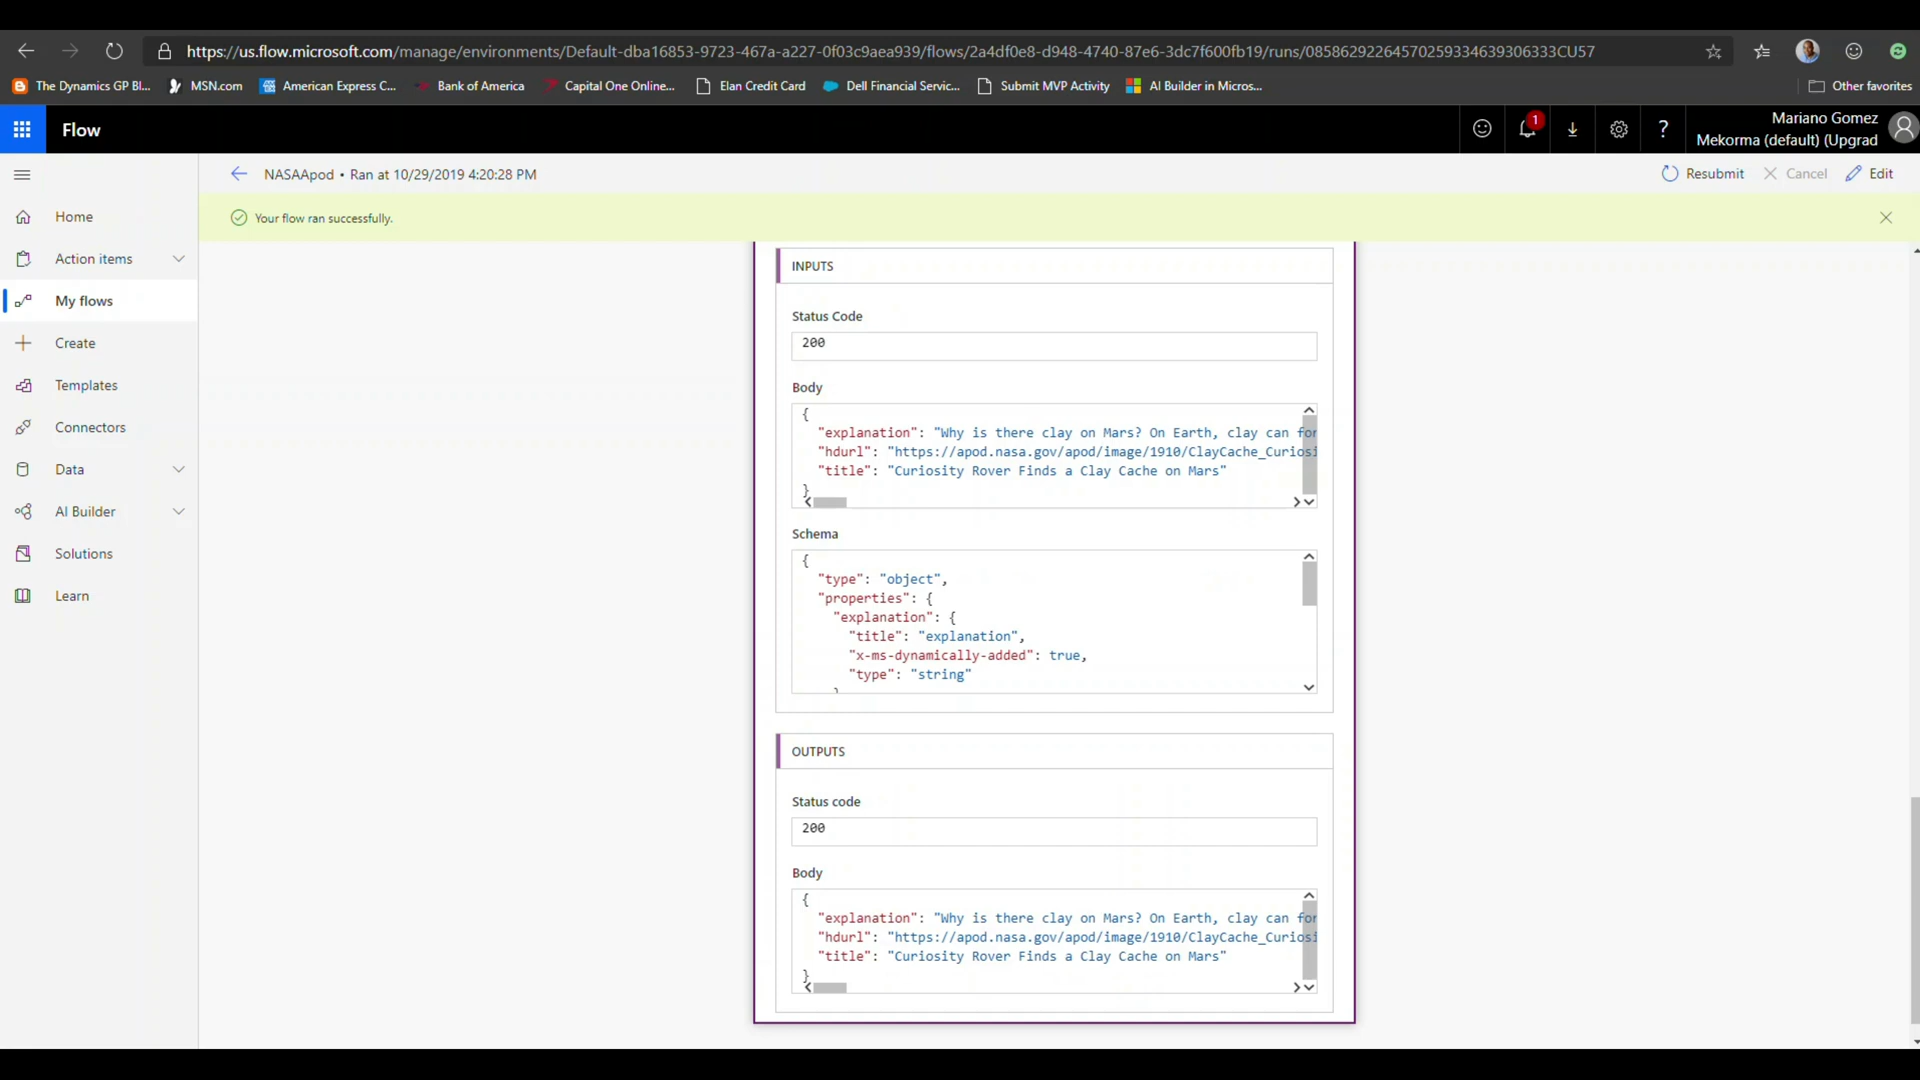 https://us.flow.microsoft.com/manage/environments/Default-dba16853-9723-467a-a227-0f03c9aea939/flows/2a4df0e8-d948-4740-87e6-3dc7f600fb19/runs/08586292264570259334639306333CU57
The Dynamics GP Bl... MSN.com American Express C... Bank of America Capital One Online... Elan Credit Card Dell Financial Servic... Submit MVP Activity AI Builder in Micros... Other favorites
Flow
1
?
Mariano Gomez
Mekorma (default) (Upgrad
NASAApod • Ran at 10/29/2019 4:20:28 PM
Resubmit Cancel Edit
Your flow ran successfully.
Home
Action items
My flows
Create
Templates
Connectors
Data
AI Builder
Solutions
Learn
INPUTS
Status Code
200
Body
{
"explanation": "Why is there clay on Mars? On Earth, clay can for
"hdurl": "https://apod.nasa.gov/apod/image/1910/ClayCache_Curiosi
"title": "Curiosity Rover Finds a Clay Cache on Mars"
}
Schema
{
"type": "object",
"properties": {
"explanation": {
"title": "explanation",
"x-ms-dynamically-added": true,
"type": "string"
}
OUTPUTS
Status code
200
Body
{
"explanation": "Why is there clay on Mars? On Earth, clay can for
"hdurl": "https://apod.nasa.gov/apod/image/1910/ClayCache_Curiosi
"title": "Curiosity Rover Finds a Clay Cache on Mars"
}